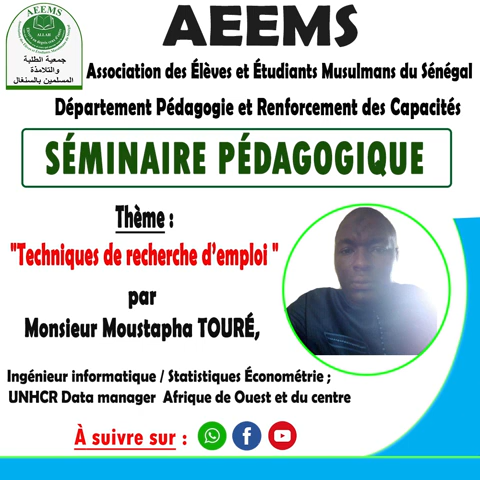 AEEMS
AEEMS
ALLAH
جمعية الطلبة
والتلامذة
المسلمين بالسنغال
Association des Élèves et Étudiants Musulmans du Sénégal
Département Pédagogie et Renforcement des Capacités
SÉMINAIRE PÉDAGOGIQUE
Thème :
"Techniques de recherche d'emploi "
par
Monsieur Moustapha TOURÉ,
Ingénieur informatique / Statistiques Économétrie ;
UNHCR Data manager Afrique de Ouest et du centre
À suivre sur :